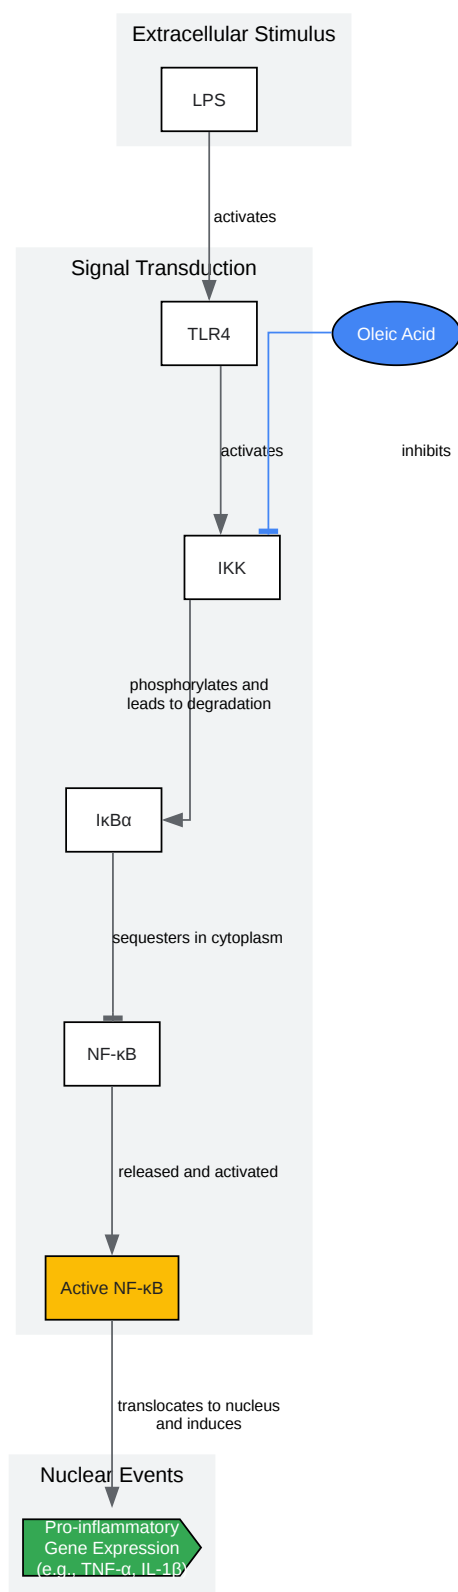 Extracellular Stimulus
LPS
activates
Signal Transduction
TLR4
Oleic Acid
activates
inhibits
IKK
phosphorylates and
leads to degradation
IκBα
sequesters in cytoplasm
NF-κB
released and activated
Active NF-κB
translocates to nucleus
and induces
Nuclear Events
Pro-inflammatory
Gene Expression
(e.g., TNF-α, IL-1β)